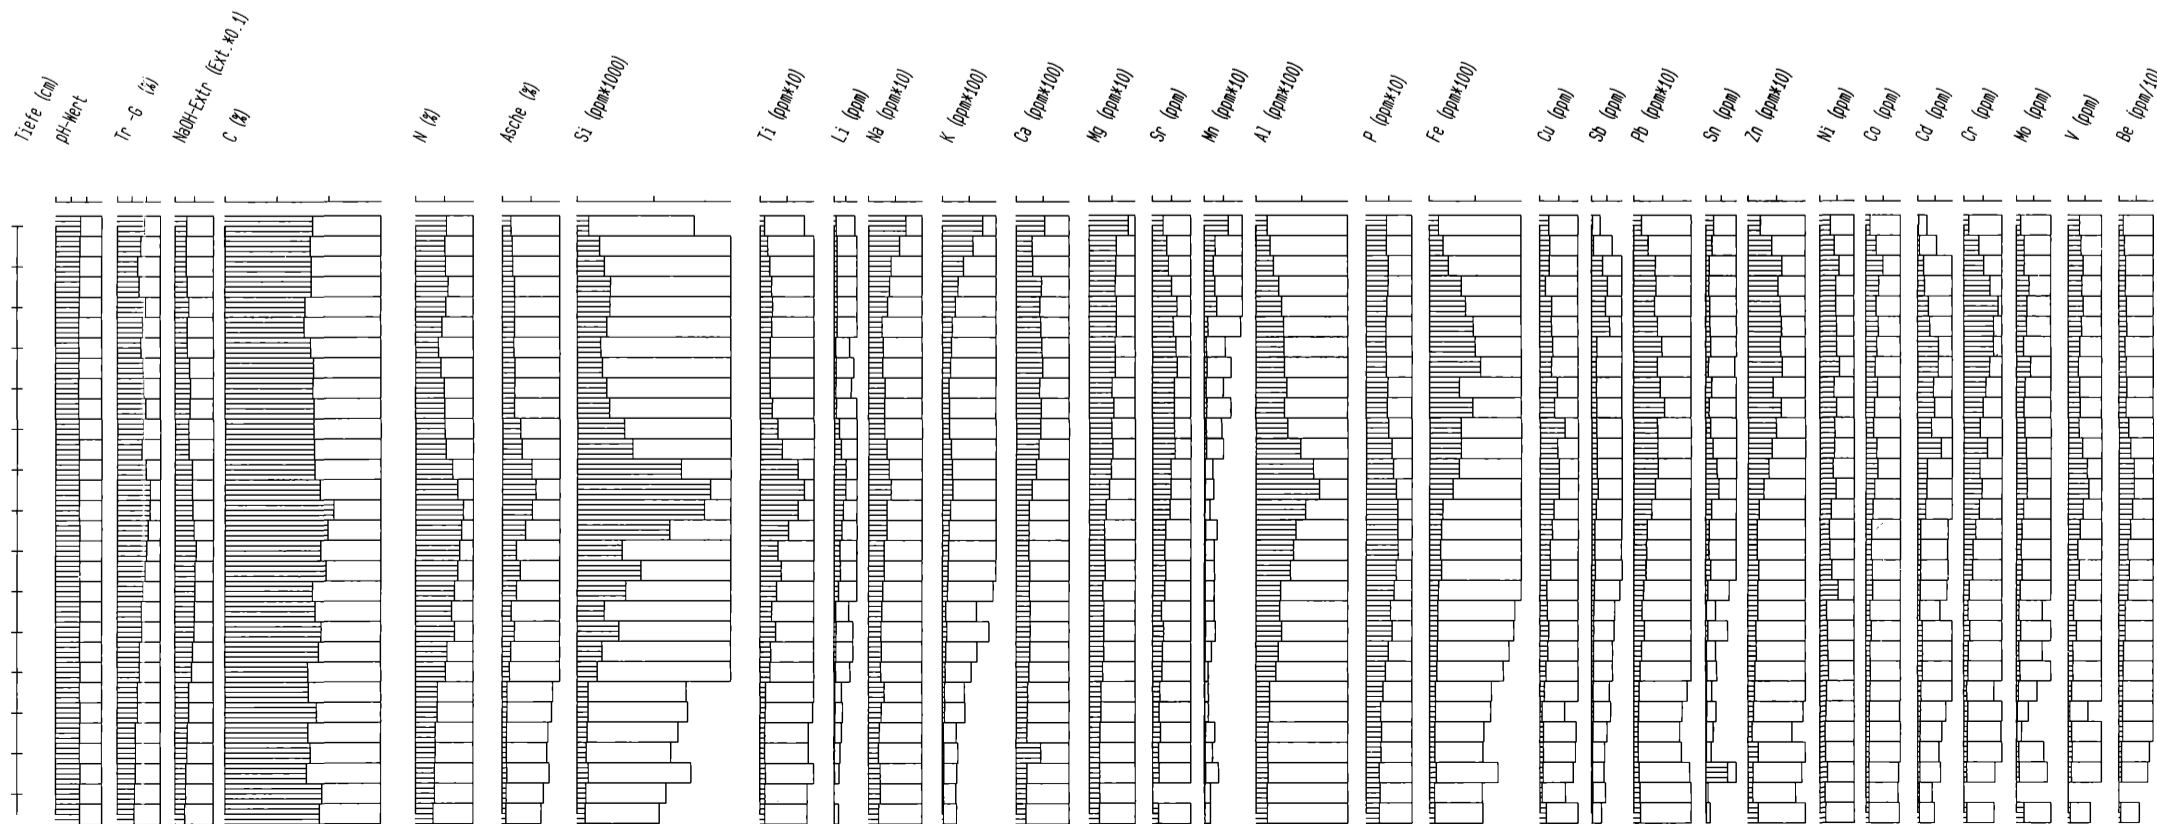 Tiefe (cm)
pH-Wert
Tr -G (%)
NaOH-Extr (Ext.*0.1)
C (%)
N (%)
Asche (%)
Si (ppm*1000)
Ti (ppm*10)
Li (ppm)
Na (ppm*10)
K (ppm*100)
Ca (ppm*100)
Mg (ppm*10)
Sr (ppm)
Mn (ppm*10)
Al (ppm*100)
P (ppm*10)
Fe (ppm*100)
Cu (ppm)
Sb (ppm)
Pb (ppm*10)
Sn (ppm)
Zn (ppm*10)
Ni (ppm)
Co (ppm)
Cd (ppm)
Cr (ppm)
Mo (ppm)
V (ppm)
Be (ppm/10)